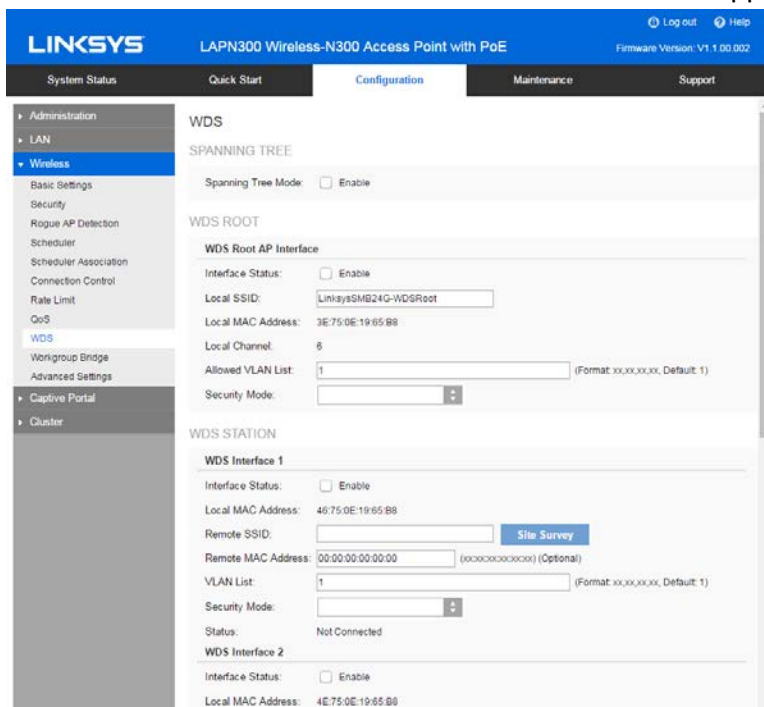 Log out Help
LINKSYS LAPN300 Wireless-N300 Access Point with PoE Firmware Version: V1.1.00.002
System Status Quick Start Configuration Maintenance Support
Administration
LAN
Wireless
Basic Settings
Security
Rogue AP Detection
Scheduler
Scheduler Association
Connection Control
Rate Limit
QoS
WDS
Workgroup Bridge
Advanced Settings
Captive Portal
Cluster
WDS
SPANNING TREE
Spanning Tree Mode: Enable
WDS ROOT
WDS Root AP Interface
Interface Status: Enable
Local SSID: LinksysSMB24G-WDSRoot
Local MAC Address: 3E:75:0E:19:65:B8
Local Channel: 6
Allowed VLAN List: 1 (Format: xx,xx,xx,xx, Default: 1)
Security Mode:
WDS STATION
WDS Interface 1
Interface Status: Enable
Local MAC Address: 46:75:0E:19:65:B8
Remote SSID: Site Survey
Remote MAC Address: 00:00:00:00:00:00 (xx:xx:xx:xx:xx:xx) (Optional)
VLAN List: 1 (Format: xx,xx,xx,xx, Default: 1)
Security Mode:
Status: Not Connected
WDS Interface 2
Interface Status: Enable
Local MAC Address: 4E:75:0E:19:65:B8